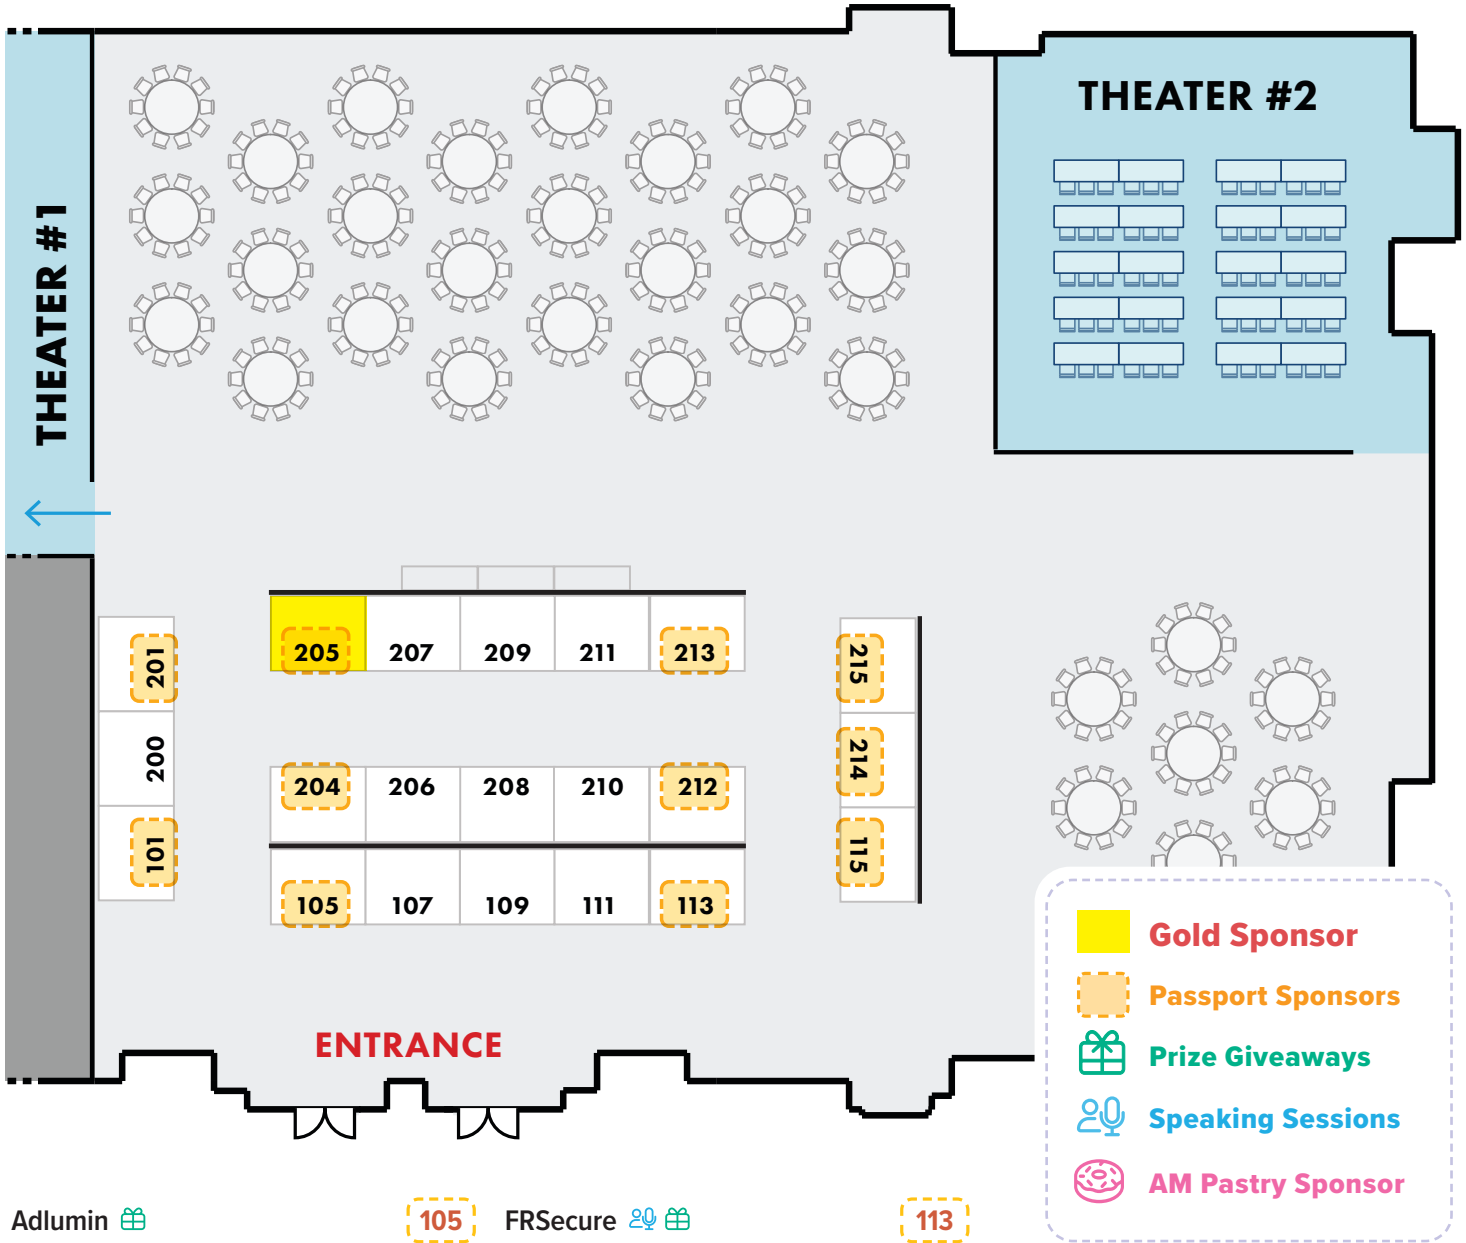 THEATER #2
THEATER #1
205 207 209 211 213
201
200
101
204 206 208 210 212
105 107 109 111 113
215
214
115
ENTRANCE
Gold Sponsor
Passport Sponsors
Prize Giveaways
Speaking Sessions
AM Pastry Sponsor
Adlumin 105
FRSecure 113